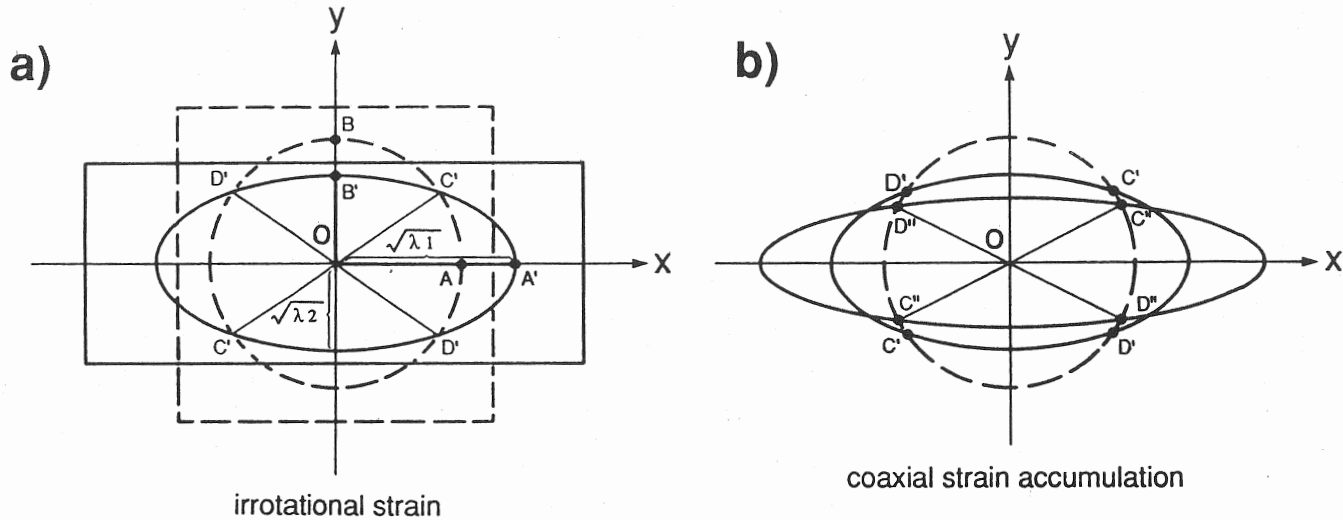 a)
y
B
D'
B'
C'
O
√λ1
x
A
A'
√λ2
C'
D'
irrotational strain
b)
y
D'
C'
D"
C"
O
x
C"
D"
C'
D'
coaxial strain accumulation